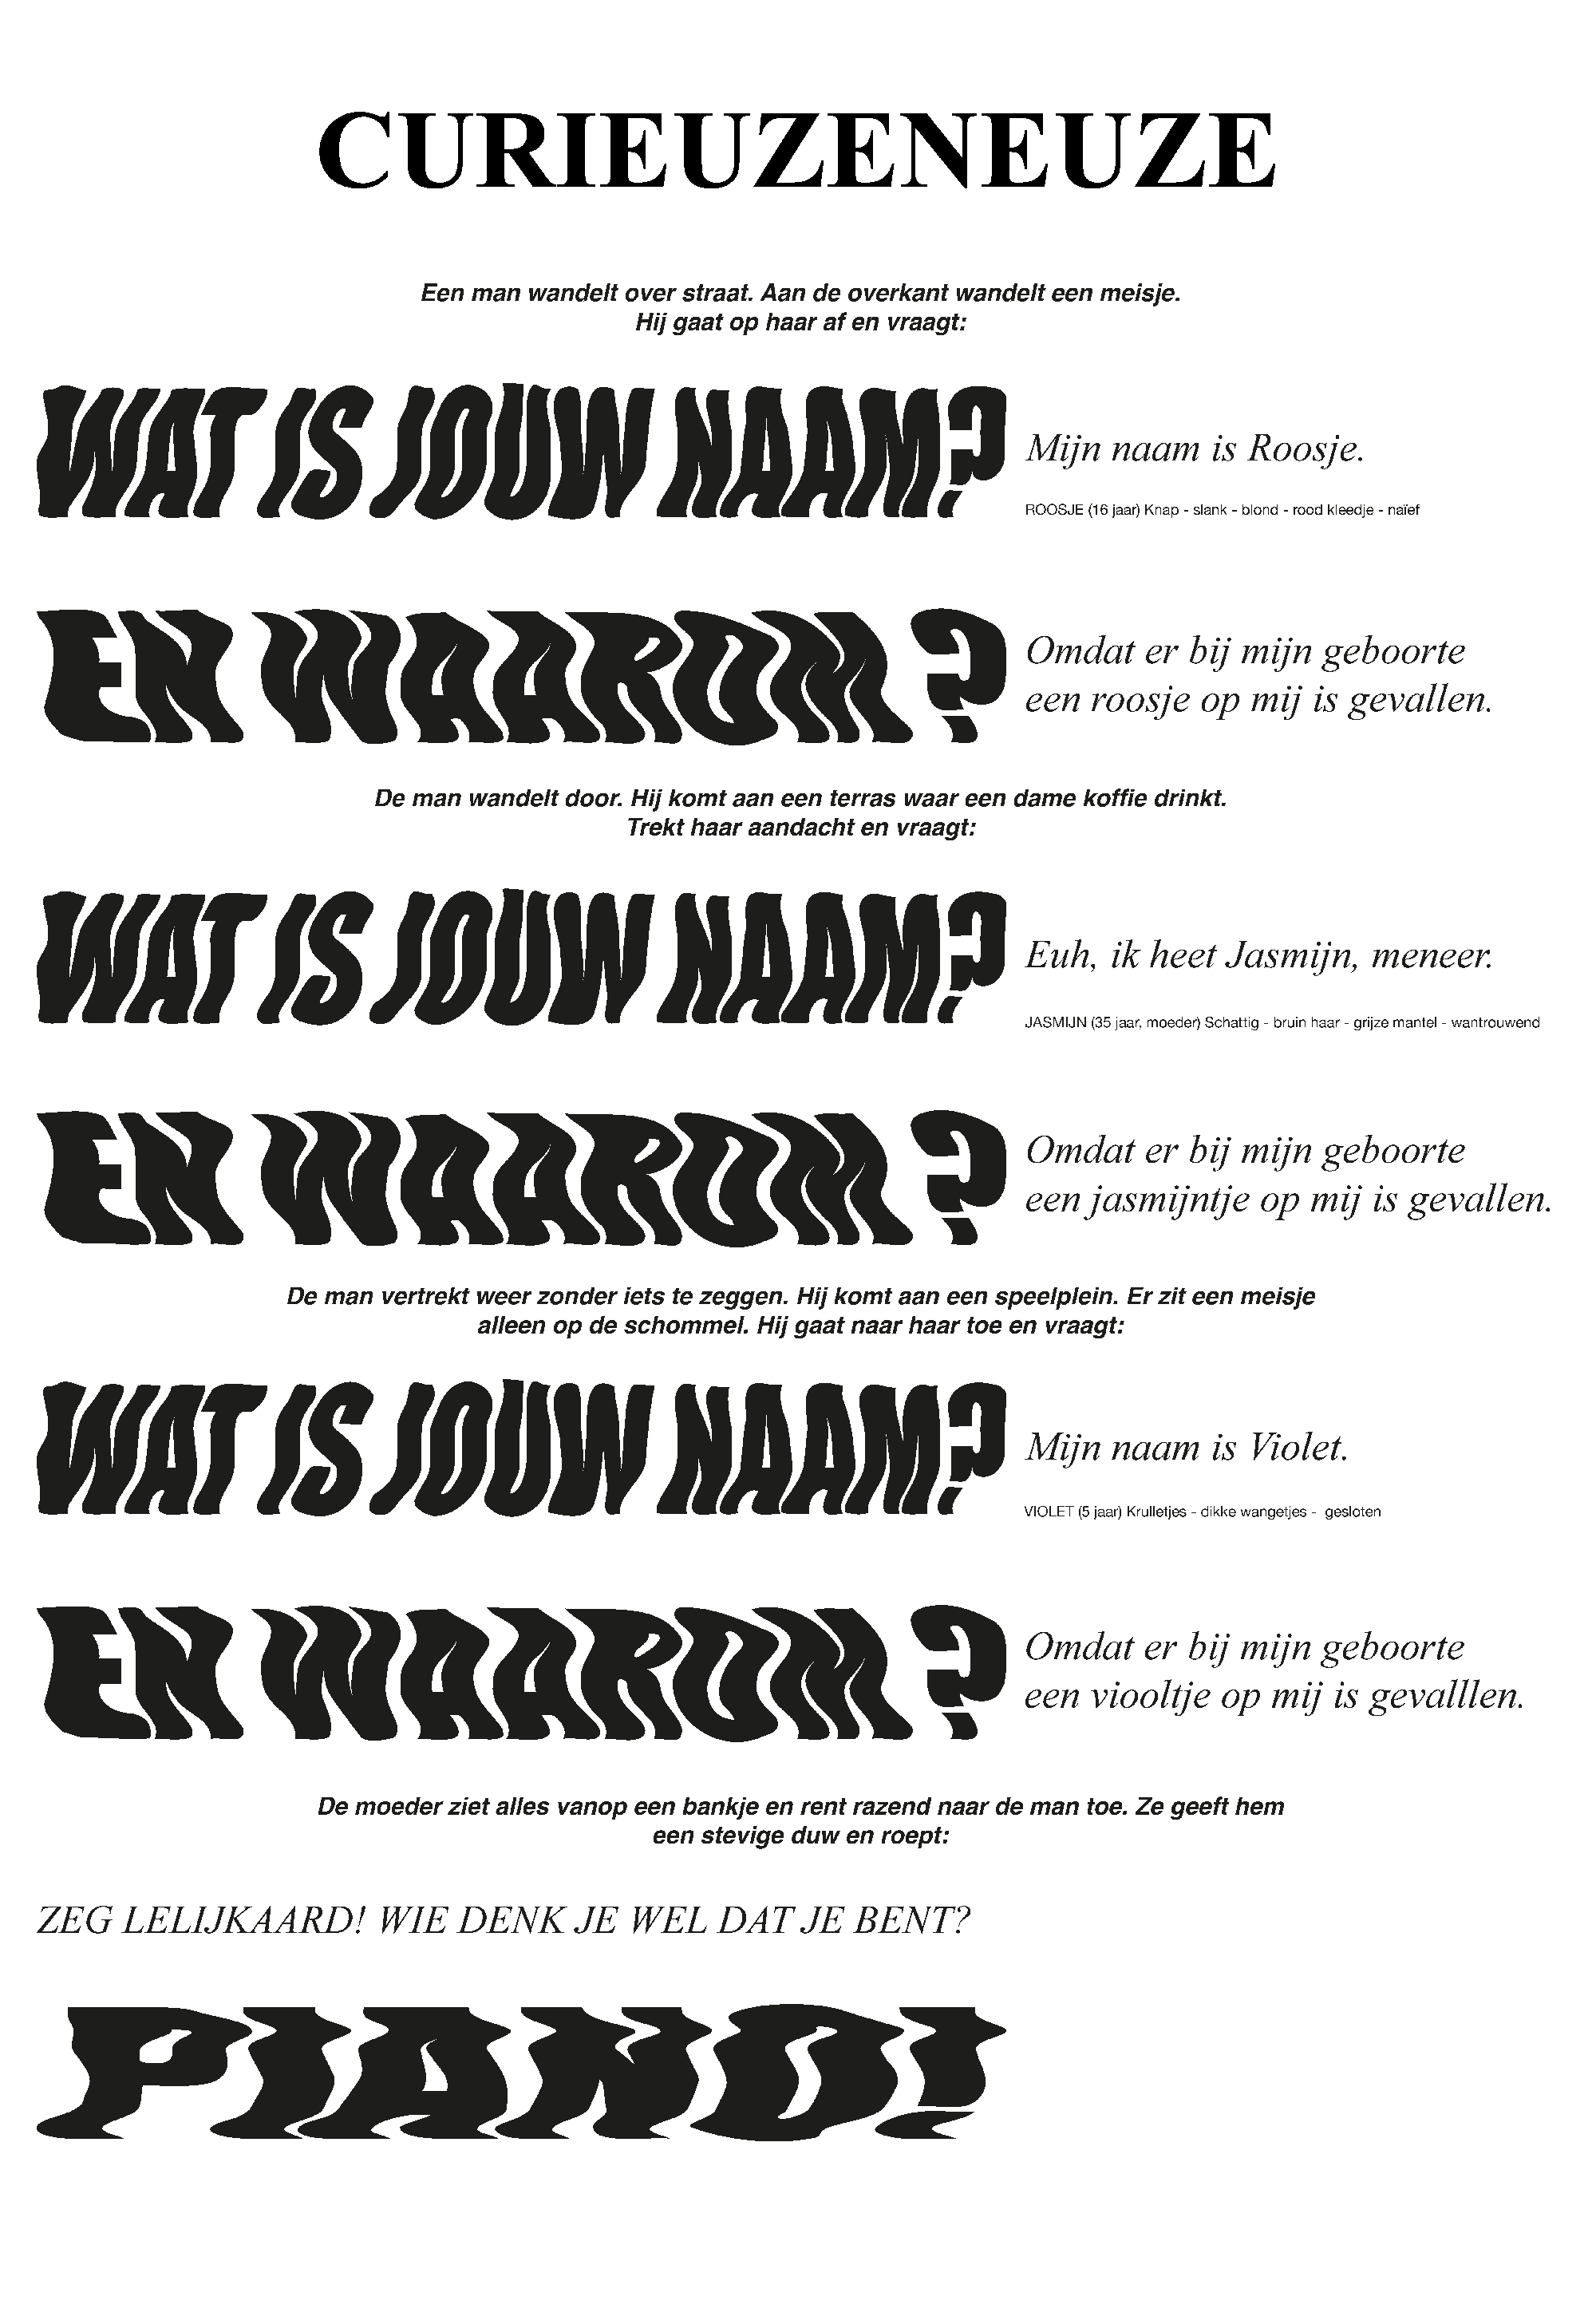 CURIEUZENEUZE
Een man wandelt over straat. Aan de overkant wandelt een meisje.
Hij gaat op haar af en vraagt:
WAT IS JOUW NAAM?
Mijn naam is Roosje.
ROOSJE (16 jaar) Knap - slank - blond - rood kleedje - naïef
EN WAAROM ?
Omdat er bij mijn geboorte
een roosje op mij is gevallen.
De man wandelt door. Hij komt aan een terras waar een dame koffie drinkt.
Trekt haar aandacht en vraagt:
WAT IS JOUW NAAM?
Euh, ik heet Jasmijn, meneer.
JASMIJN (35 jaar, moeder) Schattig - bruin haar - grijze mantel - wantrouwend
EN WAAROM ?
Omdat er bij mijn geboorte
een jasmijntje op mij is gevallen.
De man vertrekt weer zonder iets te zeggen. Hij komt aan een speelplein. Er zit een meisje
alleen op de schommel. Hij gaat naar haar toe en vraagt:
WAT IS JOUW NAAM?
Mijn naam is Violet.
VIOLET (5 jaar) Krulletjes - dikke wangetjes - gesloten
EN WAAROM ?
Omdat er bij mijn geboorte
een viooltje op mij is gevalllen.
De moeder ziet alles vanop een bankje en rent razend naar de man toe. Ze geeft hem
een stevige duw en roept:
ZEG LELIJKAARD! WIE DENK JE WEL DAT JE BENT?
PIANO!